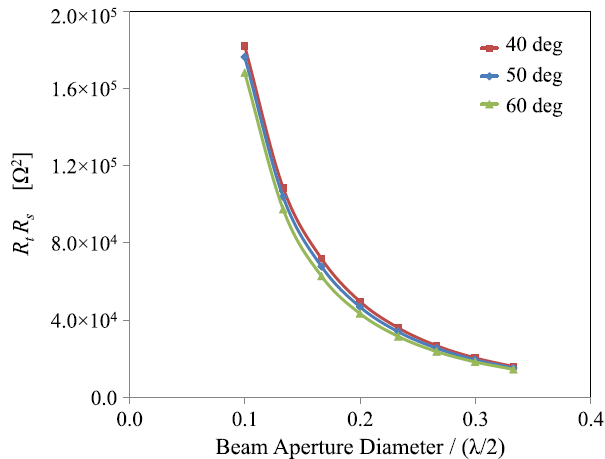 2.0×10⁵
1.6×10⁵
1.2×10⁵
8.0×10⁴
4.0×10⁴
0.0
R_t R_s [Ω²]
40 deg
50 deg
60 deg
0.0 0.1 0.2 0.3 0.4
Beam Aperture Diameter / (λ/2)